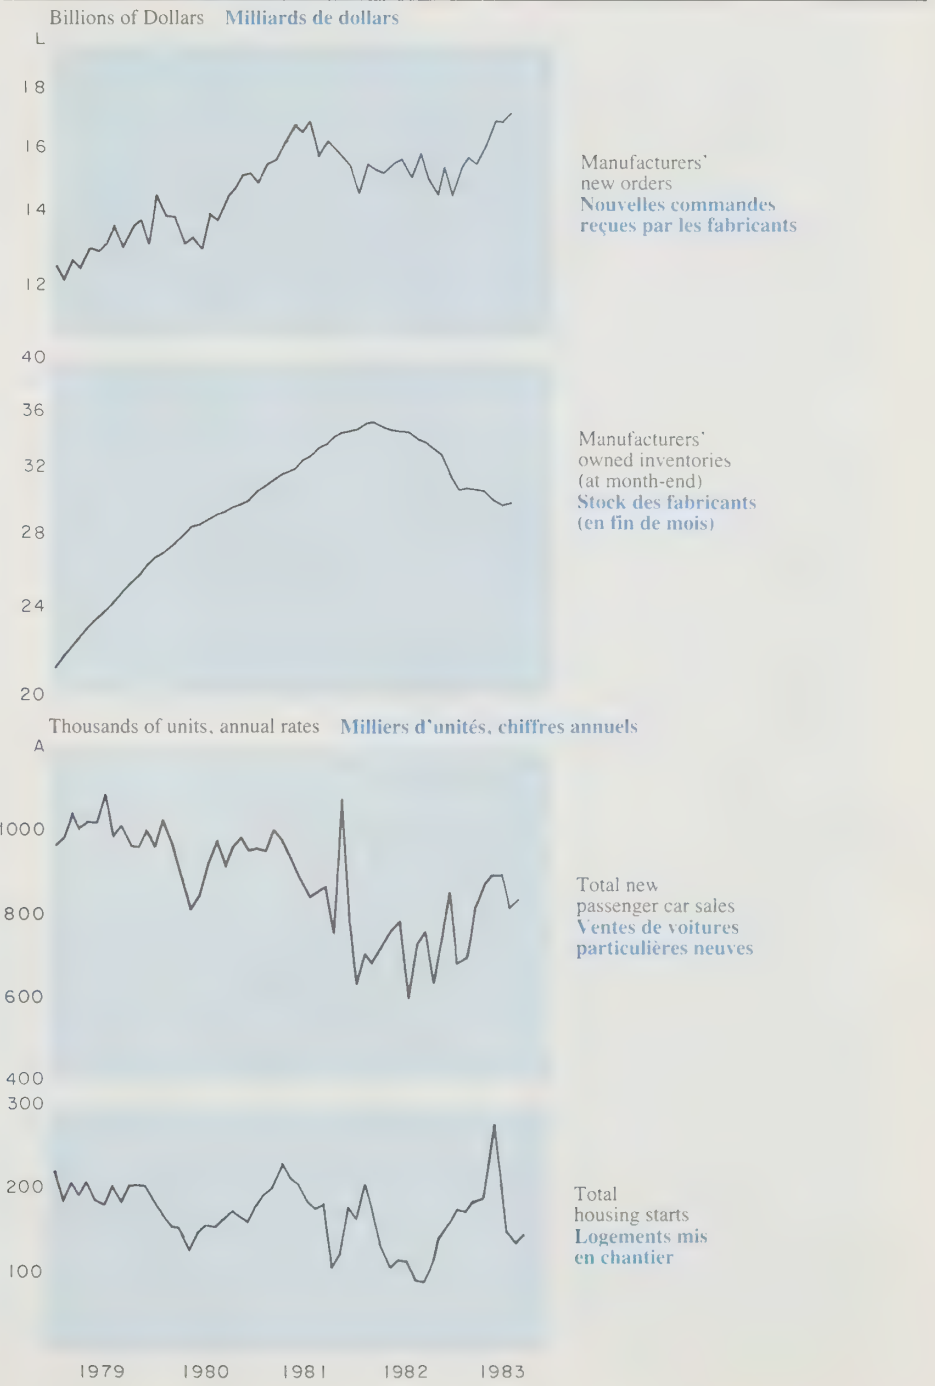 Billions of Dollars Milliards de dollars
L
18
16
14
12
Manufacturers'
new orders
Nouvelles commandes
reçues par les fabricants
40
36
32
28
24
20
Manufacturers'
owned inventories
(at month-end)
Stock des fabricants
(en fin de mois)
Thousands of units, annual rates Milliers d'unités, chiffres annuels
A
1000
800
600
400
Total new
passenger car sales
Ventes de voitures
particulières neuves
300
200
100
Total
housing starts
Logements mis
en chantier
1979 1980 1981 1982 1983